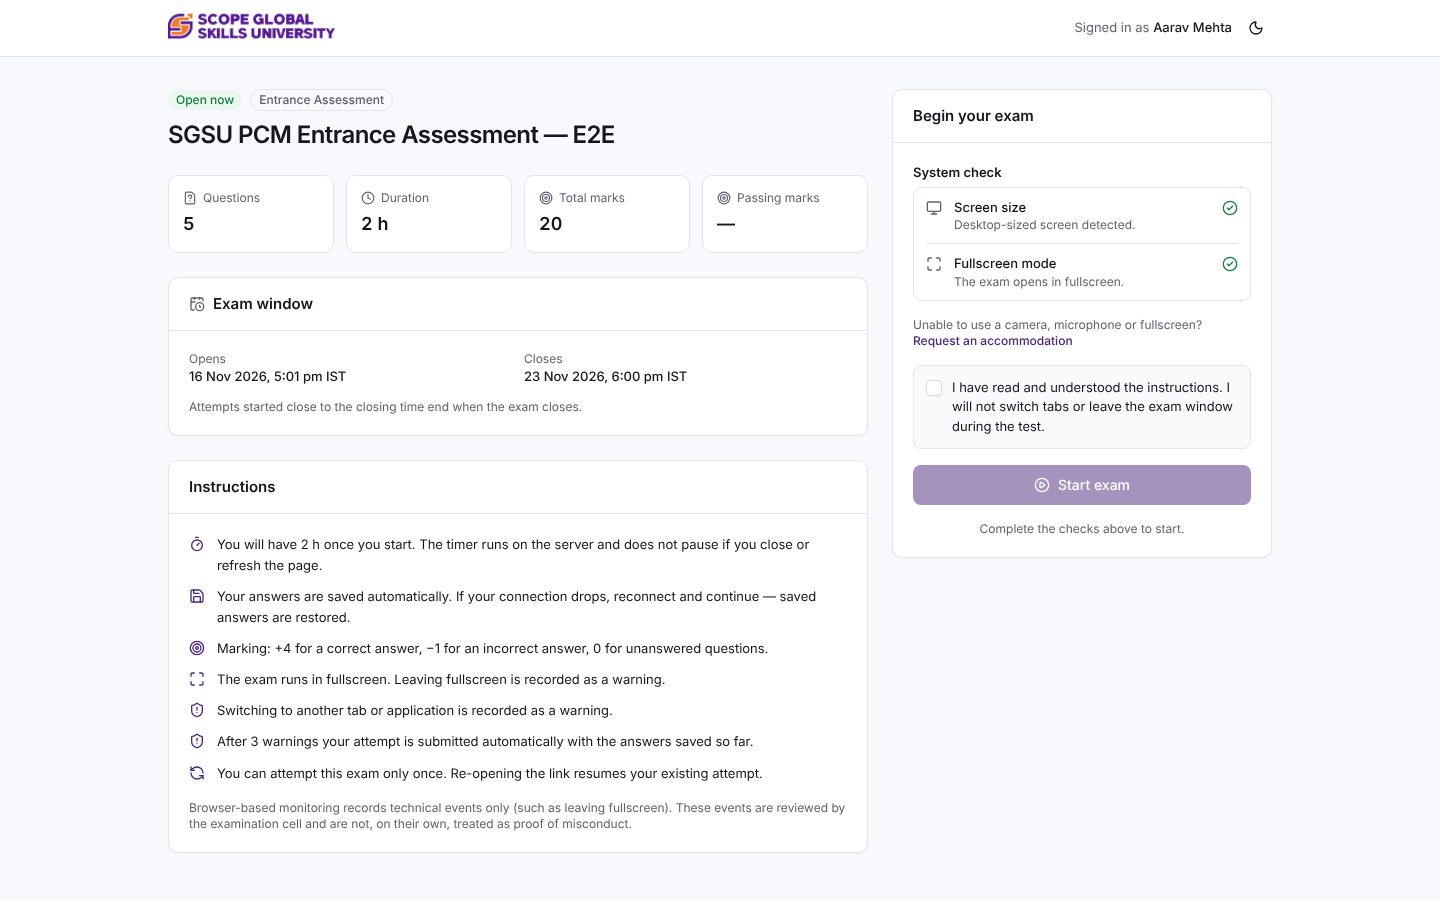 SCOPE GLOBAL
SKILLS UNIVERSITY
Signed in as Aarav Mehta
Open now
Entrance Assessment
SGSU PCM Entrance Assessment — E2E
Questions
5
Duration
2 h
Total marks
20
Passing marks
—
Exam window
Opens
16 Nov 2026, 5:01 pm IST
Closes
23 Nov 2026, 6:00 pm IST
Attempts started close to the closing time end when the exam closes.
Instructions
You will have 2 h once you start. The timer runs on the server and does not pause if you close or
refresh the page.
Your answers are saved automatically. If your connection drops, reconnect and continue — saved
answers are restored.
Marking: +4 for a correct answer, −1 for an incorrect answer, 0 for unanswered questions.
The exam runs in fullscreen. Leaving fullscreen is recorded as a warning.
Switching to another tab or application is recorded as a warning.
After 3 warnings your attempt is submitted automatically with the answers saved so far.
You can attempt this exam only once. Re-opening the link resumes your existing attempt.
Browser-based monitoring records technical events only (such as leaving fullscreen). These events are reviewed by
the examination cell and are not, on their own, treated as proof of misconduct.
Begin your exam
System check
Screen size
Desktop-sized screen detected.
Fullscreen mode
The exam opens in fullscreen.
Unable to use a camera, microphone or fullscreen?
Request an accommodation
I have read and understood the instructions. I
will not switch tabs or leave the exam window
during the test.
Start exam
Complete the checks above to start.